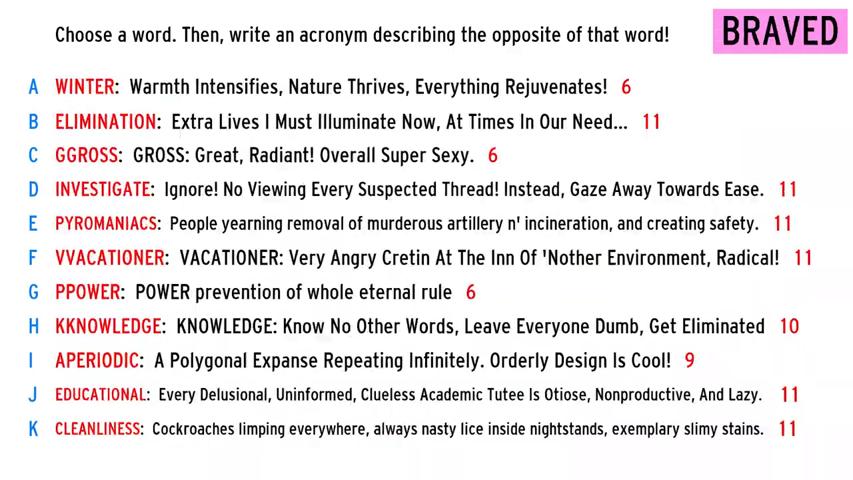 Choose a word. Then, write an acronym describing the opposite of that word!
BRAVED
A WINTER: Warmth Intensifies, Nature Thrives, Everything Rejuvenates! 6
B ELIMINATION: Extra Lives I Must Illuminate Now, At Times In Our Need... 11
C GGROSS: GROSS: Great, Radiant! Overall Super Sexy. 6
D INVESTIGATE: Ignore! No Viewing Every Suspected Thread! Instead, Gaze Away Towards Ease. 11
E PYROMANIACS: People yearning removal of murderous artillery n' incineration, and creating safety. 11
F VVACATIONER: VACATIONER: Very Angry Cretin At The Inn Of 'Nother Environment, Radical! 11
G PPOWER: POWER prevention of whole eternal rule 6
H KKNOWLEDGE: KNOWLEDGE: Know No Other Words, Leave Everyone Dumb, Get Eliminated 10
I APERIODIC: A Polygonal Expanse Repeating Infinitely. Orderly Design Is Cool! 9
J EDUCATIONAL: Every Delusional, Uninformed, Clueless Academic Tutee Is Otiose, Nonproductive, And Lazy. 11
K CLEANLINESS: Cockroaches limping everywhere, always nasty lice inside nightstands, exemplary slimy stains. 11